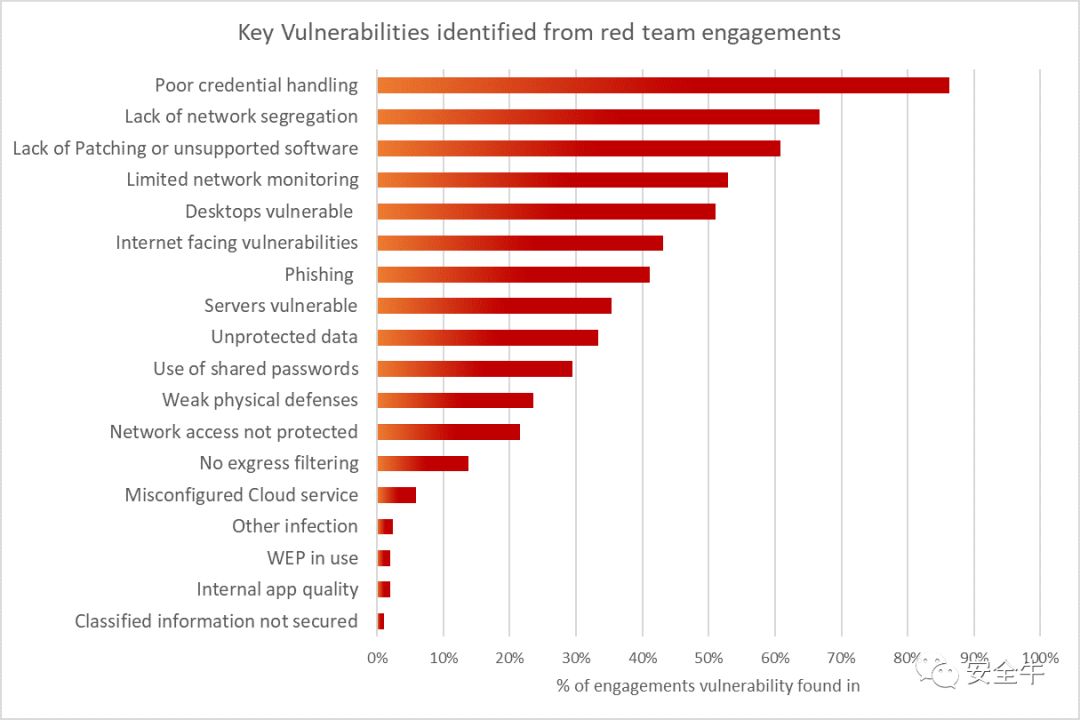 Key Vulnerabilities identified from red team engagements
Poor credential handling
Lack of network segregation
Lack of Patching or unsupported software
Limited network monitoring
Desktops vulnerable
Internet facing vulnerabilities
Phishing
Servers vulnerable
Unprotected data
Use of shared passwords
Weak physical defenses
Network access not protected
No exgress filtering
Misconfigured Cloud service
Other infection
WEP in use
Internal app quality
Classified information not secured
0% 10% 20% 30% 40% 50% 60% 70% 80% 90% 100%
% of engagements vulnerability found in
安全牛